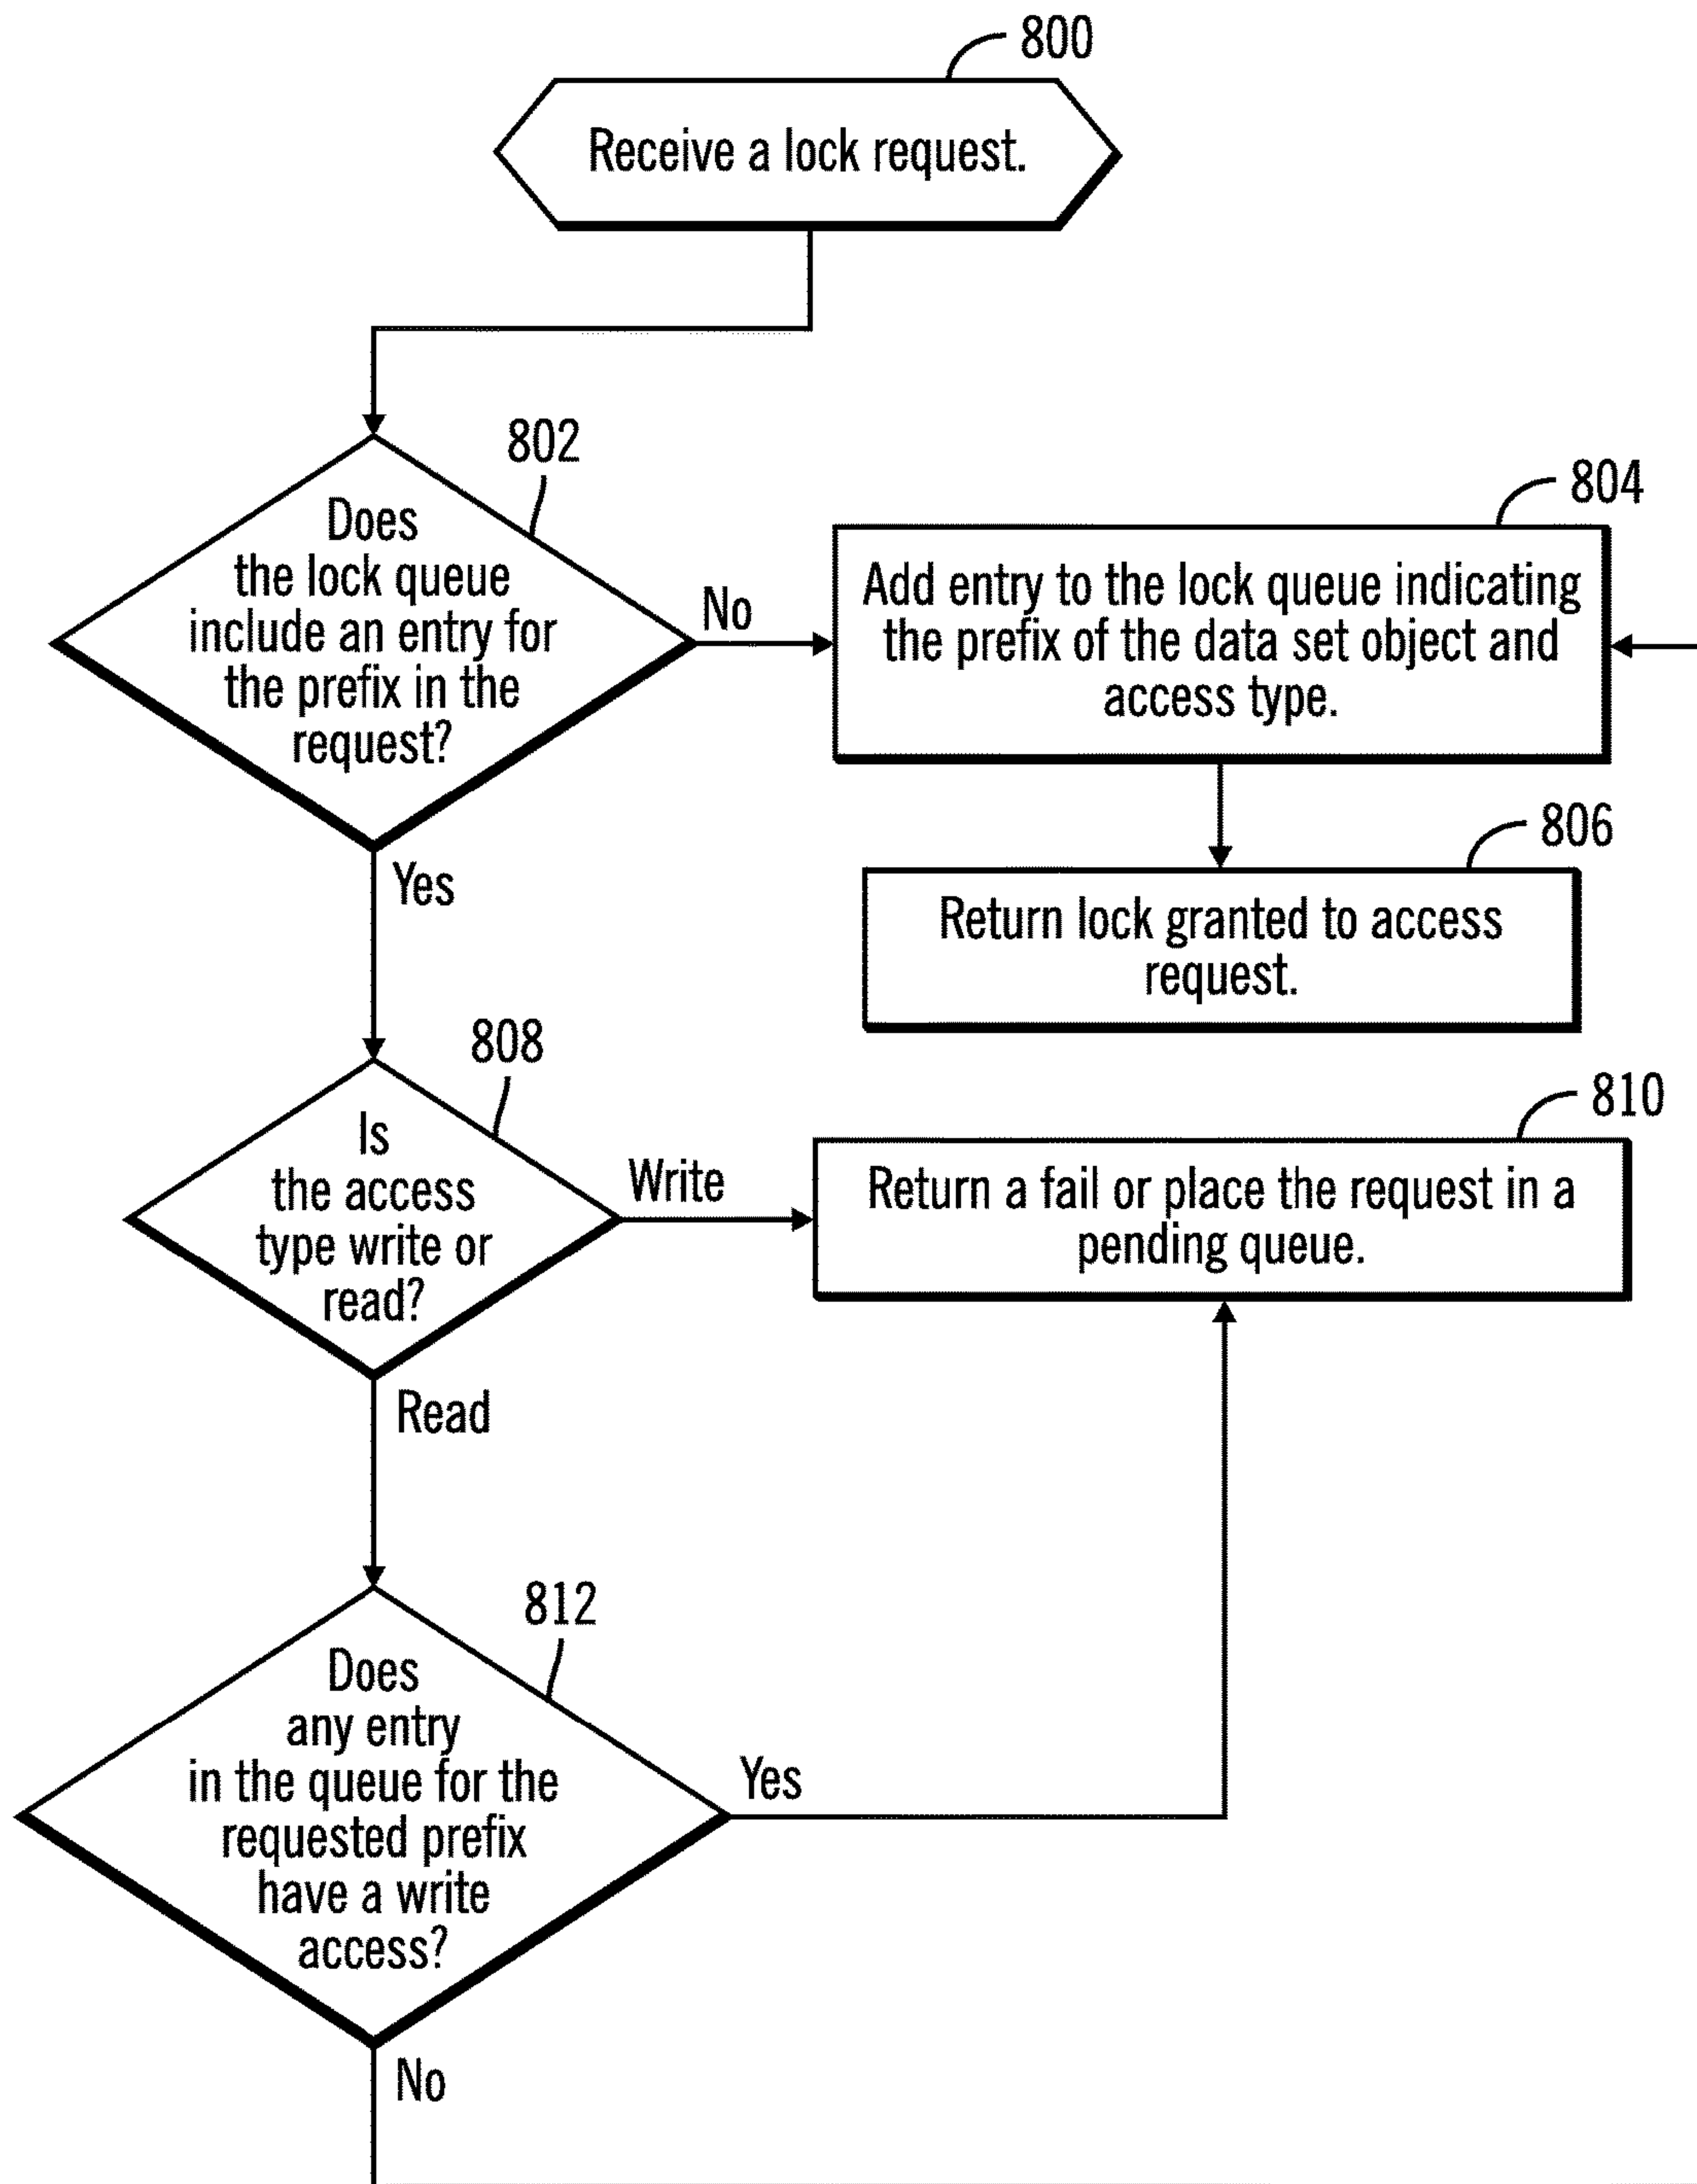 800
Receive a lock request.
802
Does
the lock queue
include an entry for
the prefix in the
request?
No
804
Add entry to the lock queue indicating
the prefix of the data set object and
access type.
Yes
806
Return lock granted to access
request.
808
Is
the access
type write or
read?
Write
810
Return a fail or place the request in a
pending queue.
Read
812
Does
any entry
in the queue for the
requested prefix
have a write
access?
Yes
No